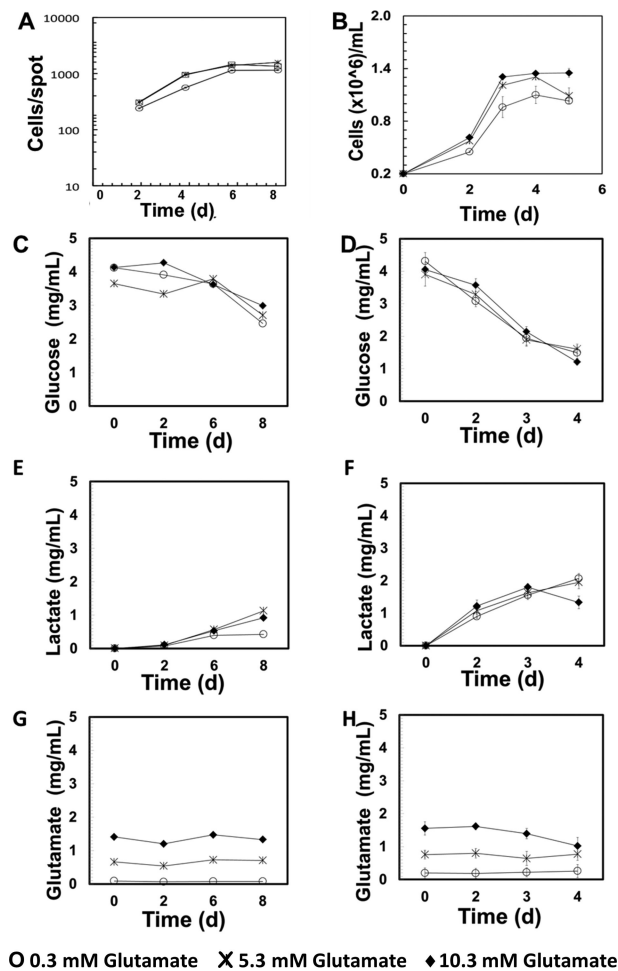 A
10000
1000
100
10
Cells/spot
0 2 4 6 8
Time (d).
B
2.0
1.4
0.8
0.2
Cells (x10^6)/mL
0 2 4 6
Time (d)
C
5
4
3
2
1
0
Glucose (mg/mL)
0 2 6 8
Time (d)
D
5
4
3
2
1
0
Glucose (mg/mL)
0 2 3 4
Time (d)
E
5
4
3
2
1
0
Lactate (mg/mL)
0 2 6 8
Time (d)
F
5
4
3
2
1
0
Lactate (mg/mL)
0 2 3 4
Time (d)
G
5
4
3
2
1
0
Glutamate (mg/mL)
0 2 6 8
Time (d)
H
5
4
3
2
1
0
Glutamate (mg/mL)
0 2 3 4
Time (d)
0.3 mM Glutamate 5.3 mM Glutamate 10.3 mM Glutamate